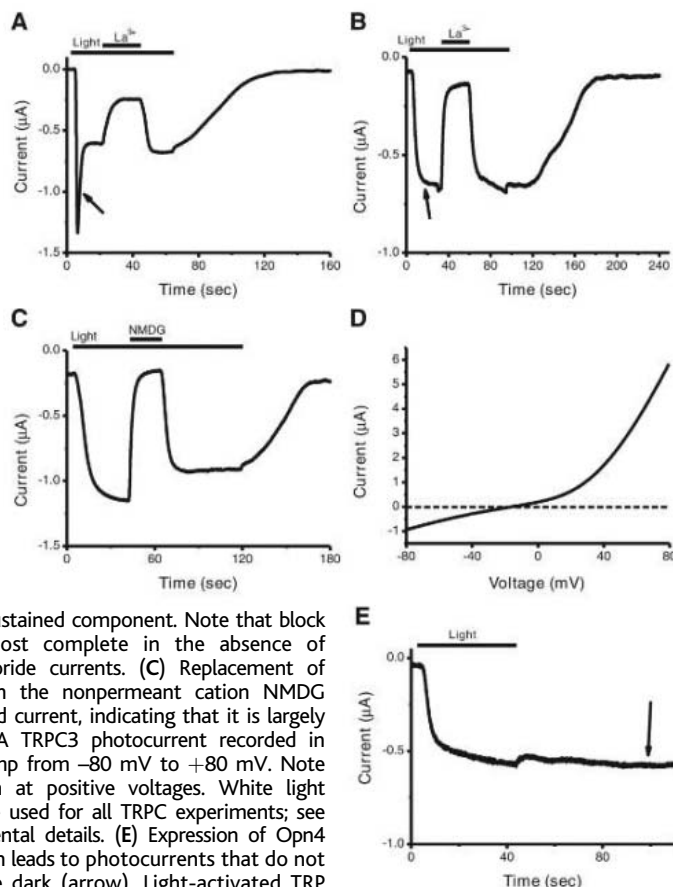 A
Light La³⁺
0.0
-0.5
-1.0
-1.5
Current (µA)
0 40 80 120 160
Time (sec)
B
Light
0.0
-0.5
-1.0
Current (µA)
0 40 80 120 160 200 240
Time (sec)
C
Light NMDG
0.0
-0.5
-1.0
-1.5
Current (µA)
0 60 120 180
Time (sec)
D
6
5
4
3
2
1
0
-1
Current (µA)
-80 -40 0 40 80
Voltage (mV)
ustained component. Note that block
ost complete in the absence of
oride currents. (C) Replacement of
the nonpermeant cation NMDG
d current, indicating that it is largely
A TRPC3 photocurrent recorded in
mp from –80 mV to +80 mV. Note
at positive voltages. White light
used for all TRPC experiments; see
ental details. (E) Expression of Opn4
n leads to photocurrents that do not
e dark (arrow). Light-activated TRP
E
Light
0.0
-0.5
-1.0
Current (µA)
0 40 80
Time (sec)